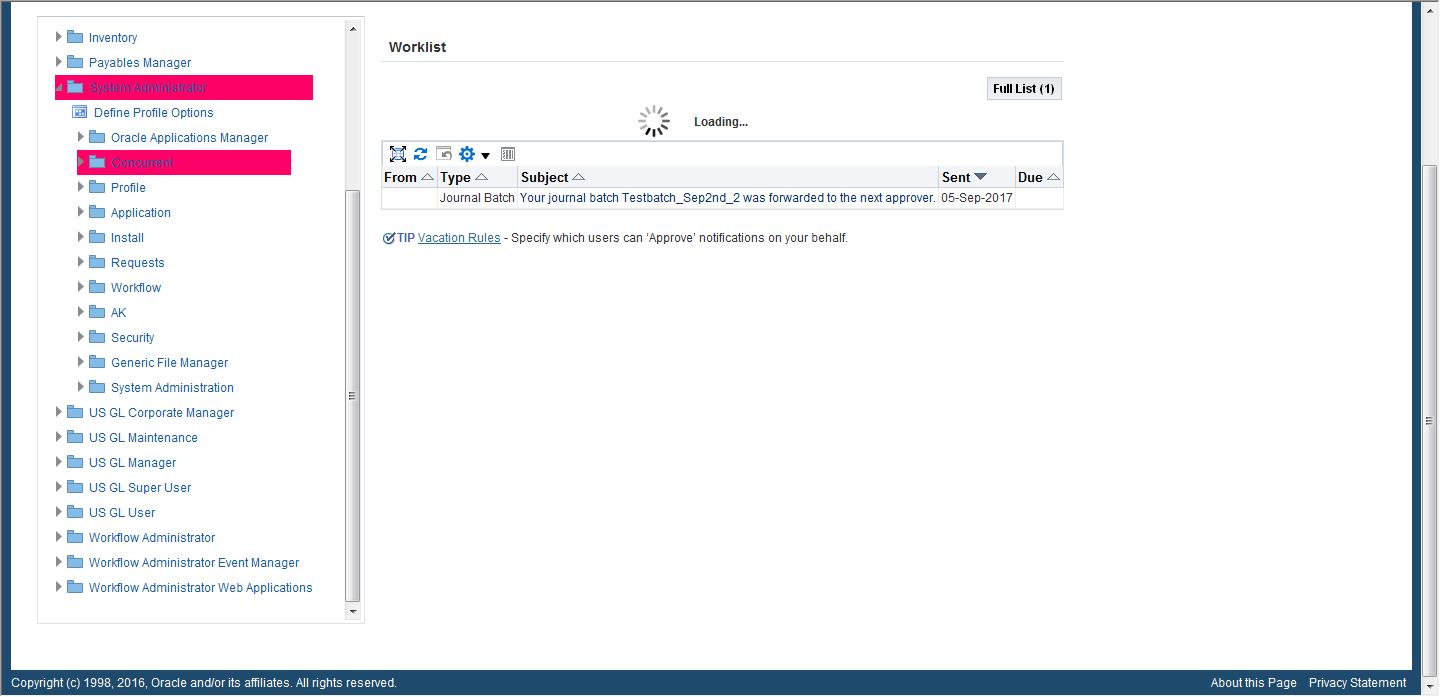 Inventory
Payables Manager
System Administrator
Define Profile Options
Oracle Applications Manager
Concurrent
Profile
Application
Install
Requests
Workflow
AK
Security
Generic File Manager
System Administration
US GL Corporate Manager
US GL Maintenance
US GL Manager
US GL Super User
US GL User
Workflow Administrator
Workflow Administrator Event Manager
Workflow Administrator Web Applications
Worklist
Full List (1)
Loading...
From Type Subject Sent Due
Journal Batch Your journal batch Testbatch_Sep2nd_2 was forwarded to the next approver. 05-Sep-2017
TIP Vacation Rules - Specify which users can ‘Approve’ notifications on your behalf.
Copyright (c) 1998, 2016, Oracle and/or its affiliates. All rights reserved.
About this Page Privacy Statement